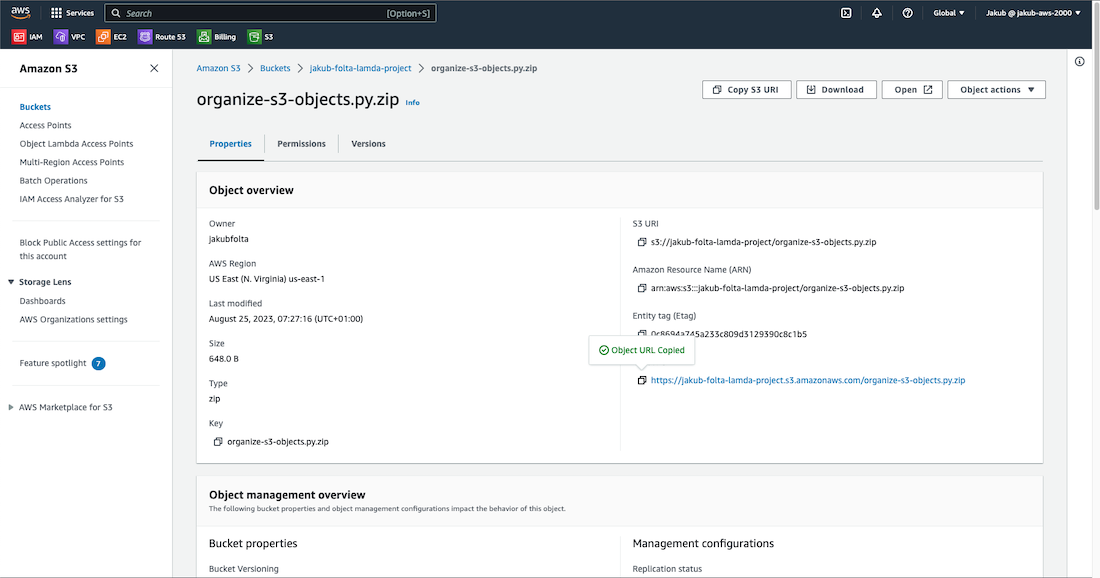 aws
Services
Search
[Option+S]
Global
Jakub @ jakub-aws-2000
IAM
VPC
EC2
Route 53
Billing
S3
Amazon S3
Buckets
Access Points
Object Lambda Access Points
Multi-Region Access Points
Batch Operations
IAM Access Analyzer for S3
Block Public Access settings for
this account
Storage Lens
Dashboards
AWS Organizations settings
Feature spotlight 7
AWS Marketplace for S3
Amazon S3 > Buckets > jakub-folta-lamda-project > organize-s3-objects.py.zip
organize-s3-objects.py.zip Info
Copy S3 URI
Download
Open
Object actions
Properties
Permissions
Versions
Object overview
Owner
jakubfolta
AWS Region
US East (N. Virginia) us-east-1
Last modified
August 25, 2023, 07:27:16 (UTC+01:00)
Size
648.0 B
Type
zip
Key
organize-s3-objects.py.zip
S3 URI
s3://jakub-folta-lamda-project/organize-s3-objects.py.zip
Amazon Resource Name (ARN)
arn:aws:s3:::jakub-folta-lamda-project/organize-s3-objects.py.zip
Entity tag (Etag)
0c8694a745a233c809d3129390c8c1b5
Object URL Copied
https://jakub-folta-lamda-project.s3.amazonaws.com/organize-s3-objects.py.zip
Object management overview
The following bucket properties and object management configurations impact the behavior of this object.
Bucket properties
Bucket Versioning
Management configurations
Replication status